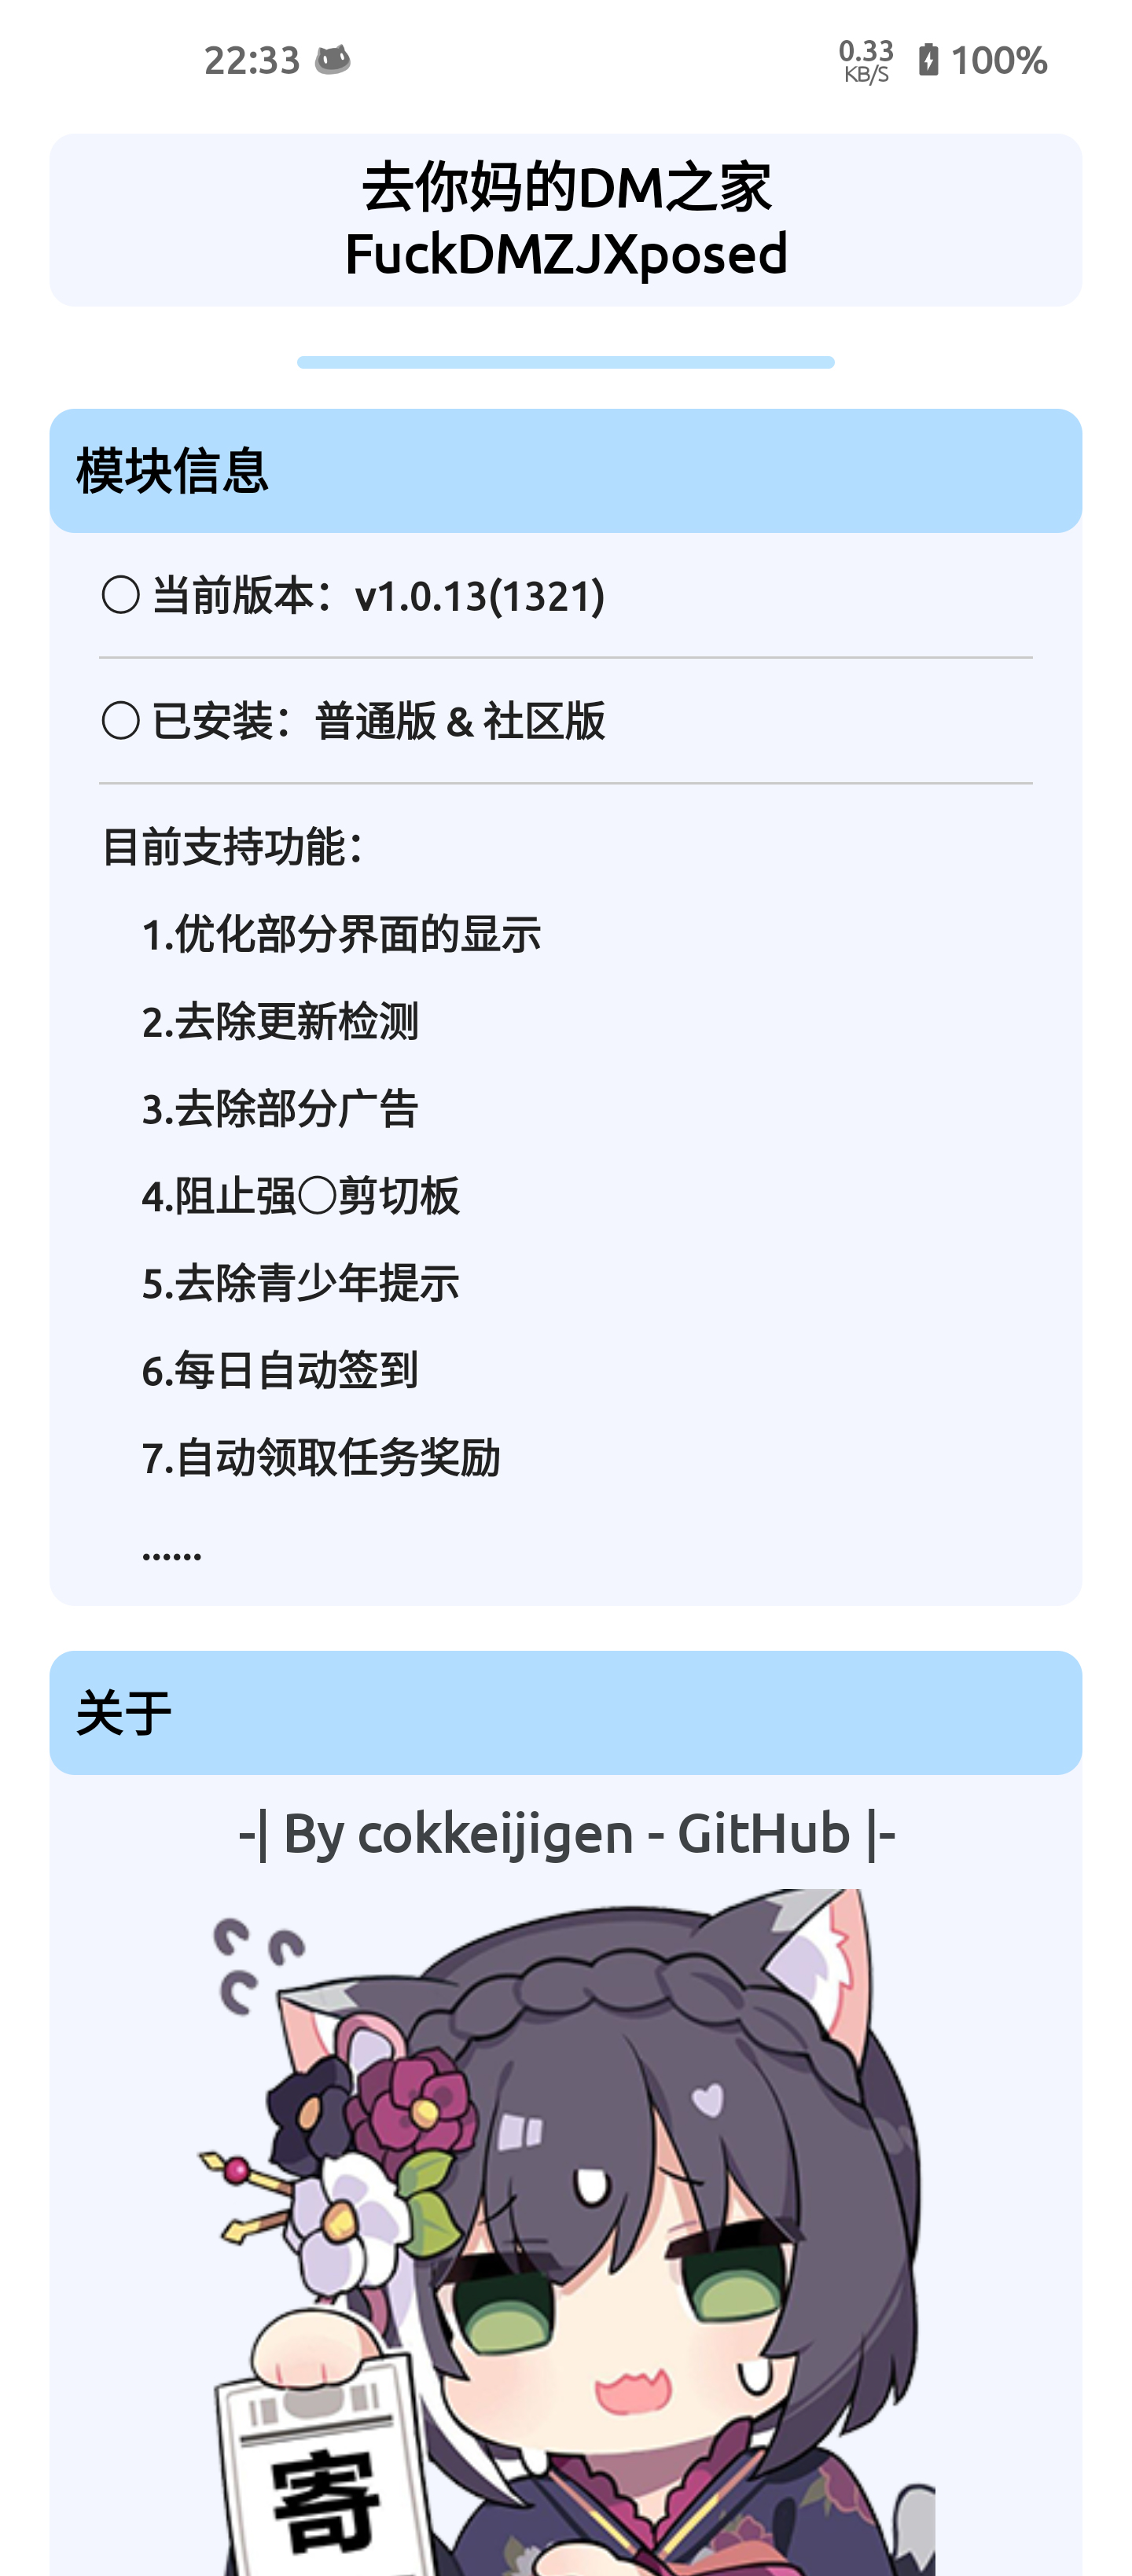 22:33
0.33
KB/S
100%
去你妈的DM之家
FuckDMZJXposed
模块信息
○ 当前版本：v1.0.13(1321)
○ 已安装：普通版 & 社区版
目前支持功能：
1.优化部分界面的显示
2.去除更新检测
3.去除部分广告
4.阻止强○剪切板
5.去除青少年提示
6.每日自动签到
7.自动领取任务奖励
......
关于
-| By cokkeijigen - GitHub |-
寄